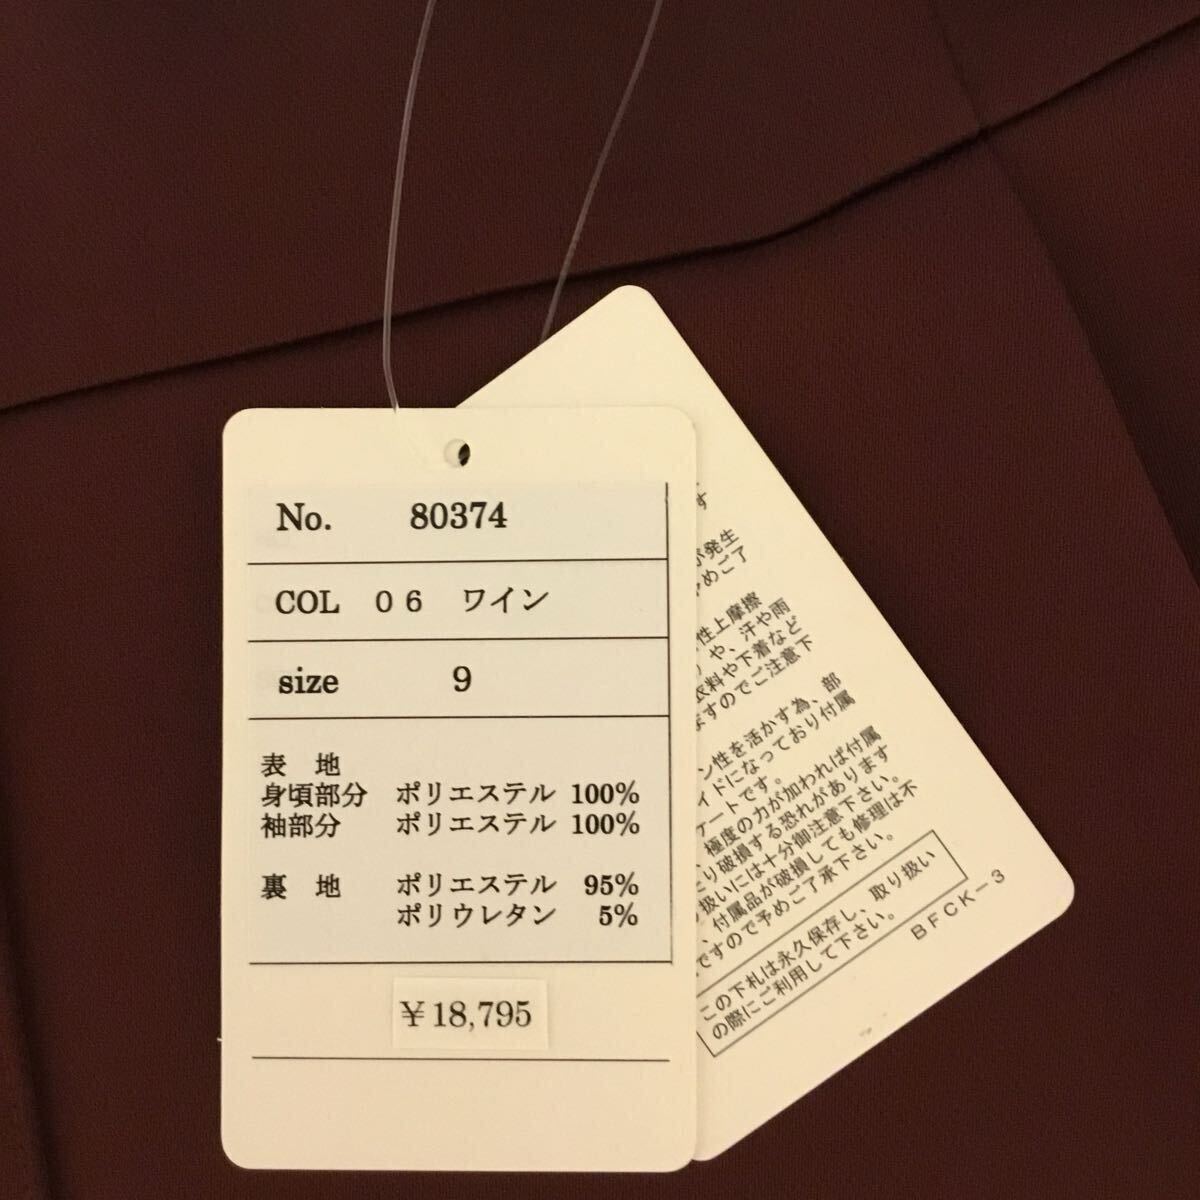 No. 80374
COL 06 ワイン
size 9
表 地
身頃部分 ポリエステル 100%
袖部分 ポリエステル 100%
裏 地 ポリエステル 95%
ポリウレタン 5%
¥18,795
す
が発生
めご了
性上摩擦
や、汗や雨
衣料や下着など
ますのでご注意下
ン性を活かす為、部
イドになっており付属
ケートです。
、極度の力が加われば付属
たり破損する恐れがあります
扱いには十分御注意下さい。
、付属品が破損しても修理は不
ですので予めご了承下さい。
この下札は永久保存し、取り扱い
の際にご利用して下さい。
BFCK-3